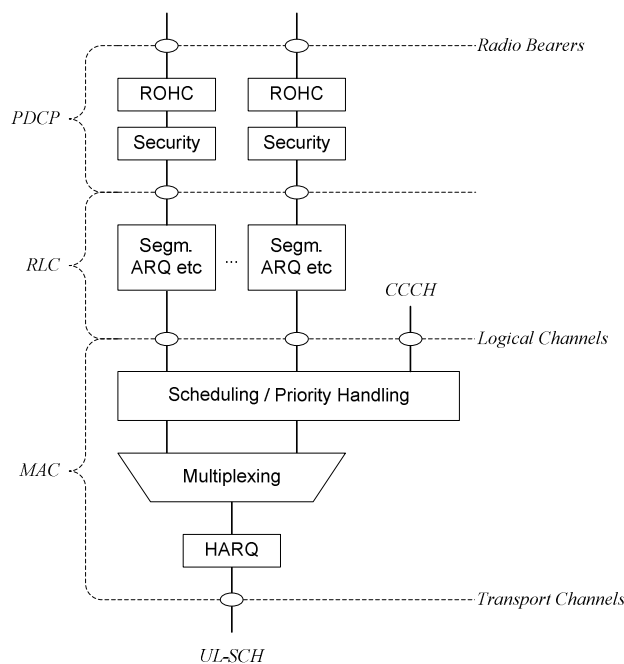 Radio Bearers
ROHC
ROHC
PDCP
Security
Security
Segm.
ARQ etc
...
Segm.
ARQ etc
RLC
CCCH
Logical Channels
Scheduling / Priority Handling
MAC
Multiplexing
HARQ
Transport Channels
UL-SCH